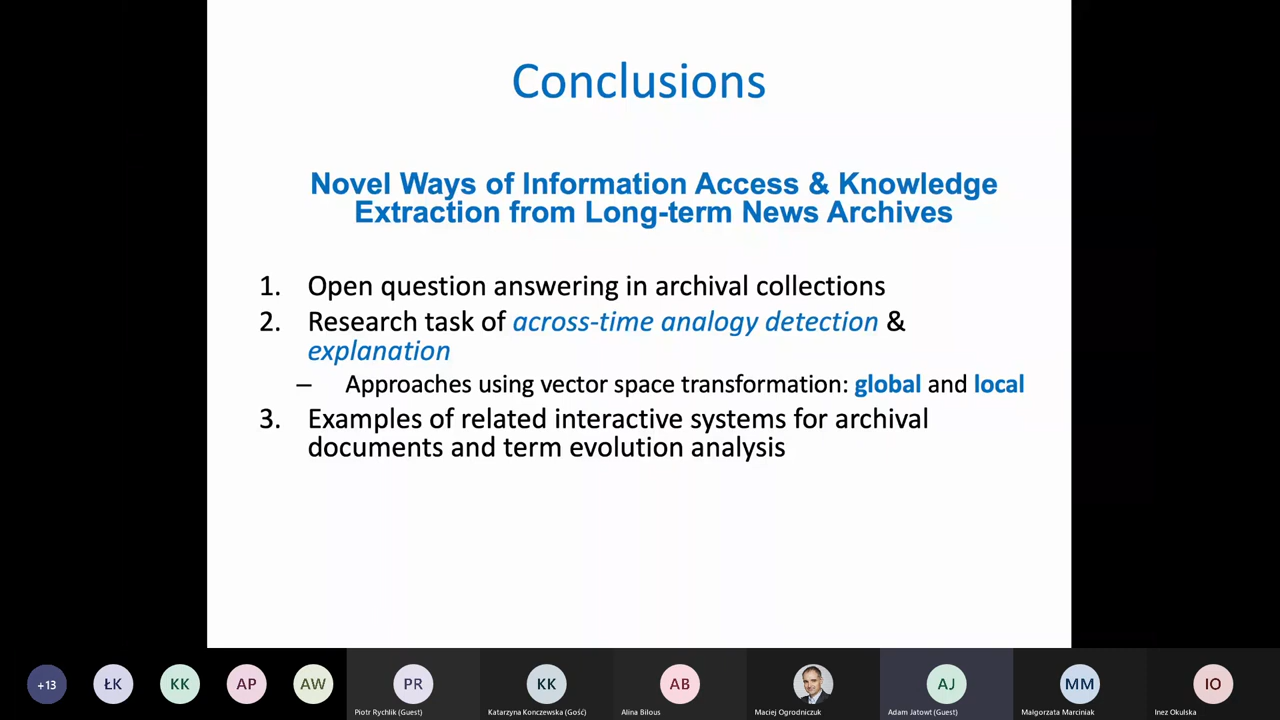 Conclusions
Novel Ways of Information Access & Knowledge
Extraction from Long-term News Archives
1. Open question answering in archival collections
2. Research task of across-time analogy detection &
explanation
– Approaches using vector space transformation: global and local
3. Examples of related interactive systems for archival
documents and term evolution analysis
+13
ŁK
KK
AP
AW
PR
KK
AB
AJ
MM
IO
Piotr Rychlik (Guest)
Katarzyna Konczewska (Gość)
Alina Bilous
Maciej Ogrodniczuk
Adam Jatowt (Guest)
Małgorzata Marciniak
Inez Okulska